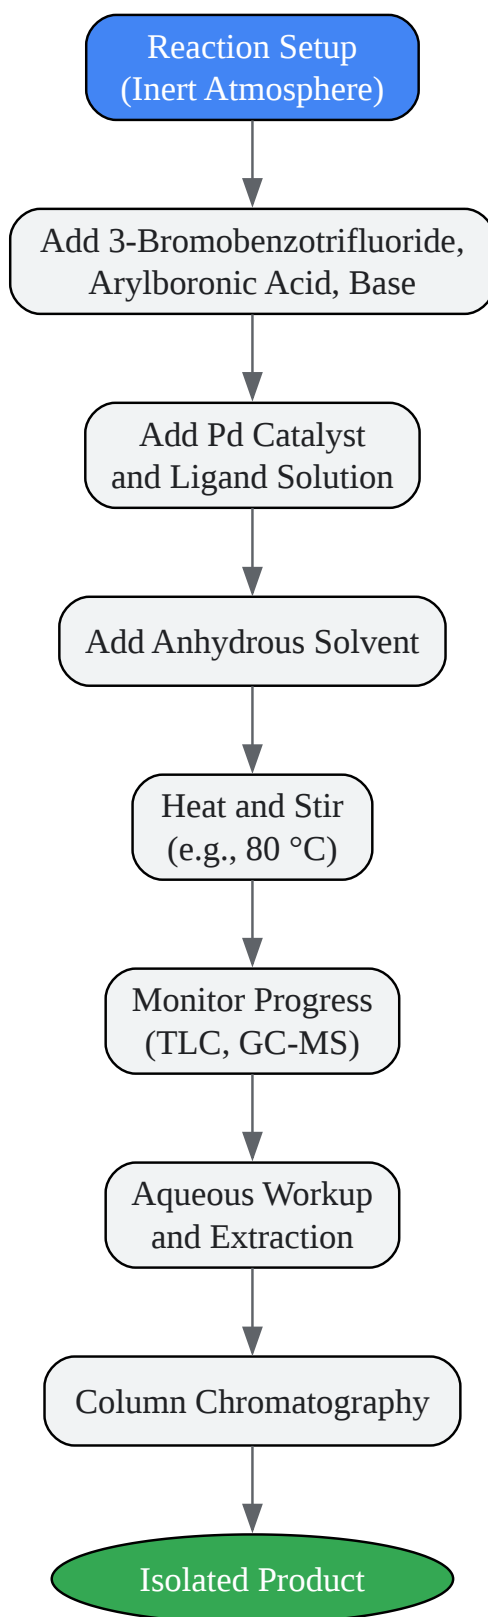 Reaction Setup
(Inert Atmosphere)
Add 3-Bromobenzotrifluoride,
Arylboronic Acid, Base
Add Pd Catalyst
and Ligand Solution
Add Anhydrous Solvent
Heat and Stir
(e.g., 80 °C)
Monitor Progress
(TLC, GC-MS)
Aqueous Workup
and Extraction
Column Chromatography
Isolated Product